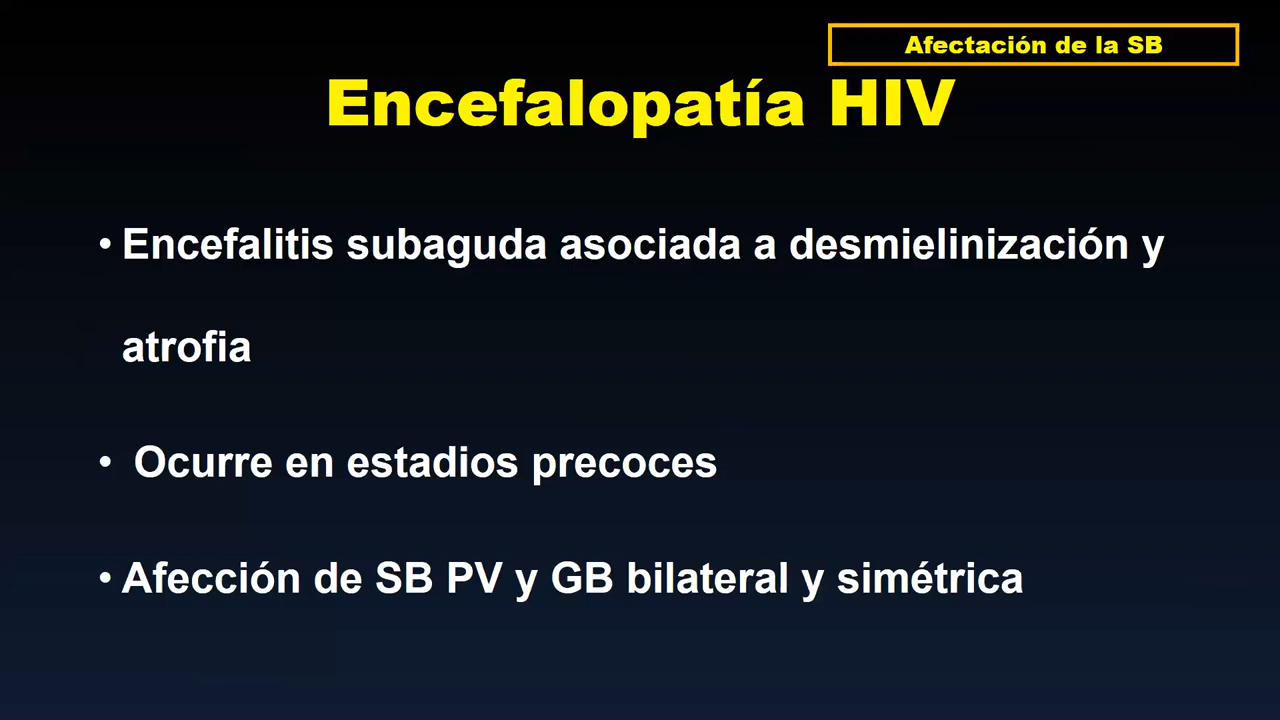 Afectación de la SB
Encefalopatía HIV
• Encefalitis subaguda asociada a desmielinización y
atrofia
• Ocurre en estadios precoces
• Afección de SB PV y GB bilateral y simétrica